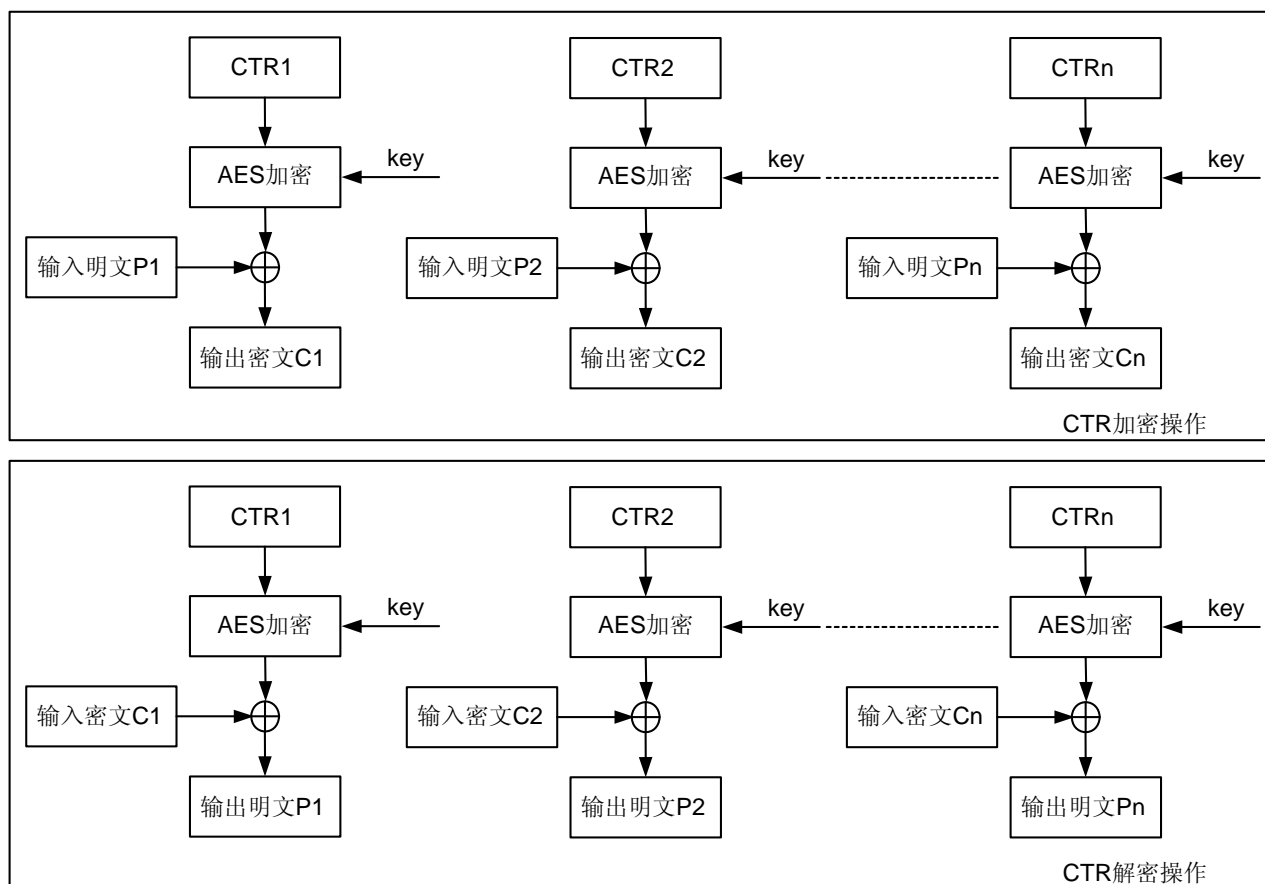 CTR1
CTR2
CTRn
AES加密
key
AES加密
key
AES加密
key
输入明文P1
输入明文P2
输入明文Pn
输出密文C1
输出密文C2
输出密文Cn
CTR加密操作
CTR1
CTR2
CTRn
AES加密
key
AES加密
key
AES加密
key
输入密文C1
输入密文C2
输入密文Cn
输出明文P1
输出明文P2
输出明文Pn
CTR解密操作